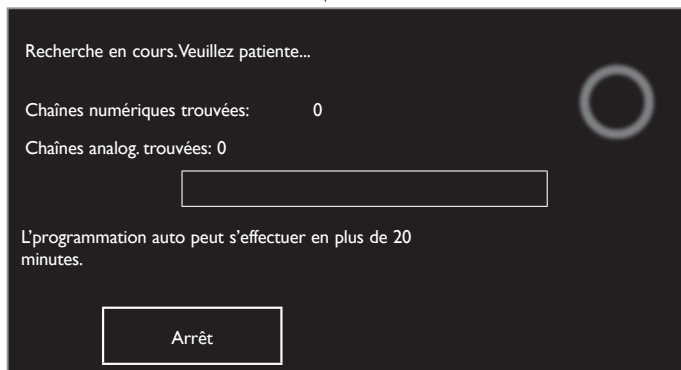 Recherche en cours.Veuillez patiente...
Chaînes numériques trouvées: 0
Chaînes analog. trouvées: 0
L'programmation auto peut s'effectuer en plus de 20
minutes.
Arrêt